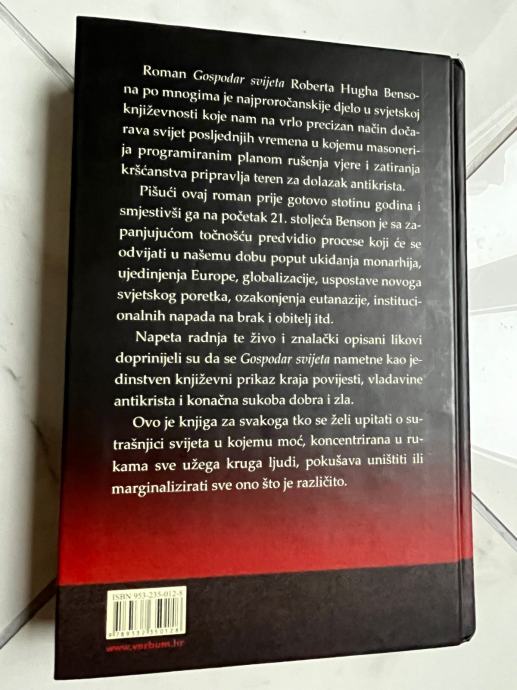 Roman Gospodar svijeta Roberta Hugha Benso-
na po mnogima je najproročanskije djelo u svjetskoj
književnosti koje nam na vrlo precizan način doča-
rava svijet posljednjih vremena u kojemu masoneri-
ja programiranim planom rušenja vjere i zatiranja
kršćanstva pripravlja teren za dolazak antikrista.
Pišući ovaj roman prije gotovo stotinu godina i
smjestivši ga na početak 21. stoljeća Benson je sa za-
panjujućom točnošću predvidio procese koji će se
odvijati u našemu dobu poput ukidanja monarhija,
ujedinjenja Europe, globalizacije, uspostave novoga
svjetskog poretka, ozakonjenja eutanazije, instituci-
onalnih napada na brak i obitelj itd.
Napeta radnja te živo i znalački opisani likovi
doprinijeli su da se Gospodar svijeta nametne kao je-
dinstven književni prikaz kraja povijesti, vladavine
antikrista i konačna sukoba dobra i zla.
Ovo je knjiga za svakoga tko se želi upitati o su-
trašnjici svijeta u kojemu moć, koncentrirana u ru-
kama sve užega kruga ljudi, pokušava uništiti ili
marginalizirati sve ono što je različito.
ISBN 953-235-012-8
9789532350128
www.verbum.hr